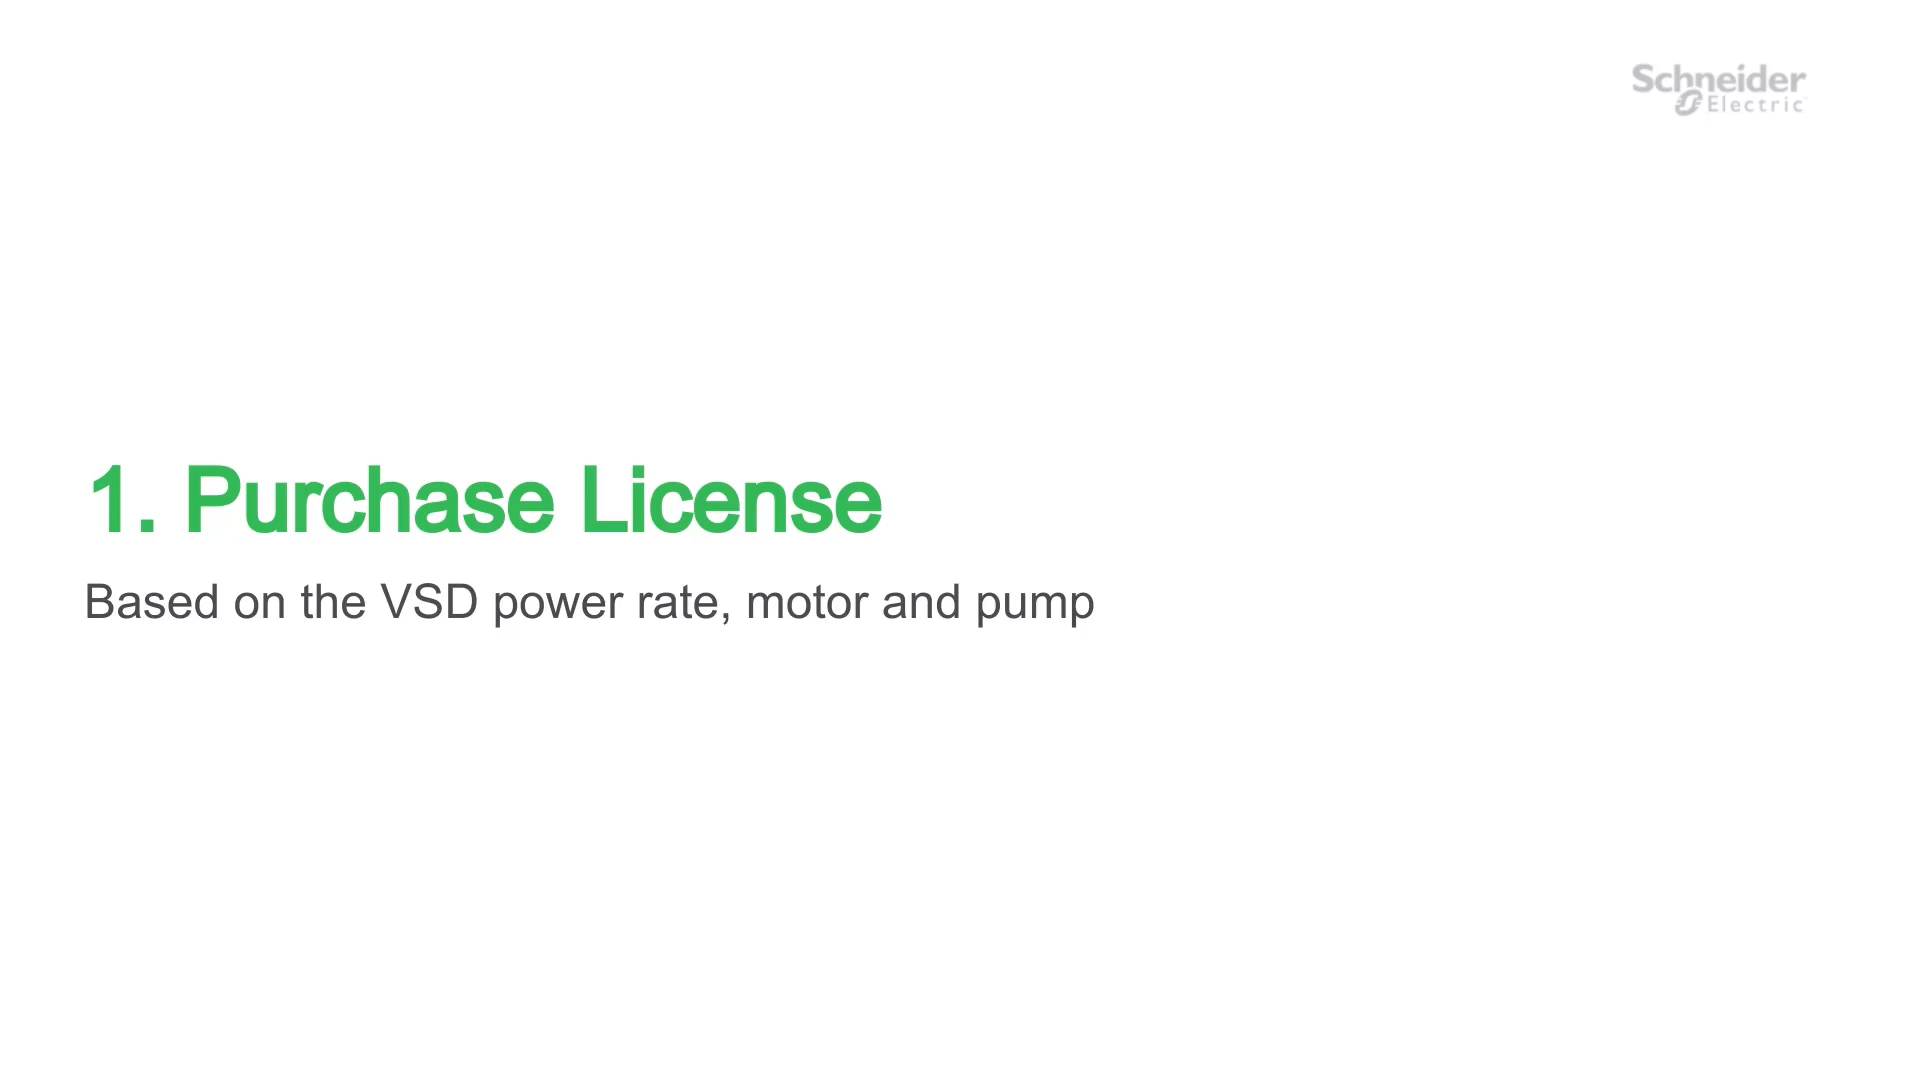 Schneider
Electric
1. Purchase License
Based on the VSD power rate, motor and pump